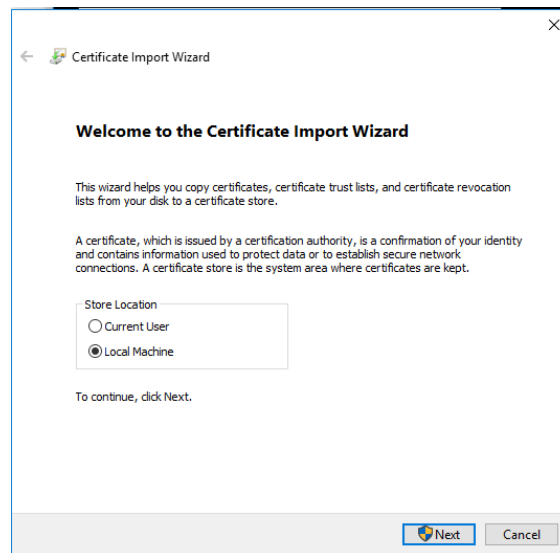 Certificate Import Wizard
Welcome to the Certificate Import Wizard
This wizard helps you copy certificates, certificate trust lists, and certificate revocation
lists from your disk to a certificate store.
A certificate, which is issued by a certification authority, is a confirmation of your identity
and contains information used to protect data or to establish secure network
connections. A certificate store is the system area where certificates are kept.
Store Location
Current User
Local Machine
To continue, click Next.
Next Cancel